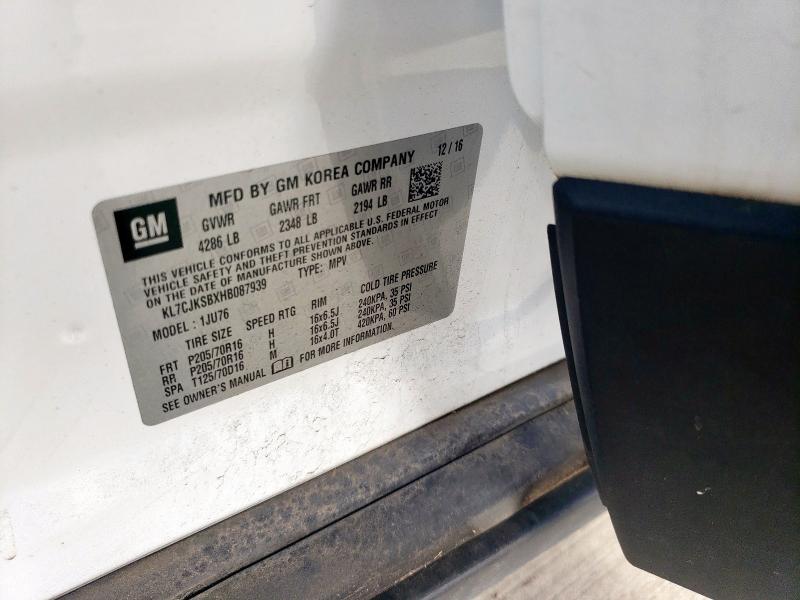 MFD BY GM KOREA COMPANY 12/16
GM
GVWR GAWR FRT GAWR RR
4286 LB 2348 LB 2194 LB
THIS VEHICLE CONFORMS TO ALL APPLICABLE U.S. FEDERAL MOTOR
VEHICLE SAFETY AND THEFT PREVENTION STANDARDS IN EFFECT
ON THE DATE OF MANUFACTURE SHOWN ABOVE.
KL7CJKSBXHB087939 TYPE: MPV
MODEL: 1JU76
TIRE SIZE SPEED RTG RIM COLD TIRE PRESSURE
FRT P205/70R16 H 16x6.5J 240KPA, 35 PSI
RR P205/70R16 H 16x6.5J 240KPA, 35 PSI
SPA T125/70D16 M 16x4.0T 420KPA, 60 PSI
SEE OWNER'S MANUAL FOR MORE INFORMATION.